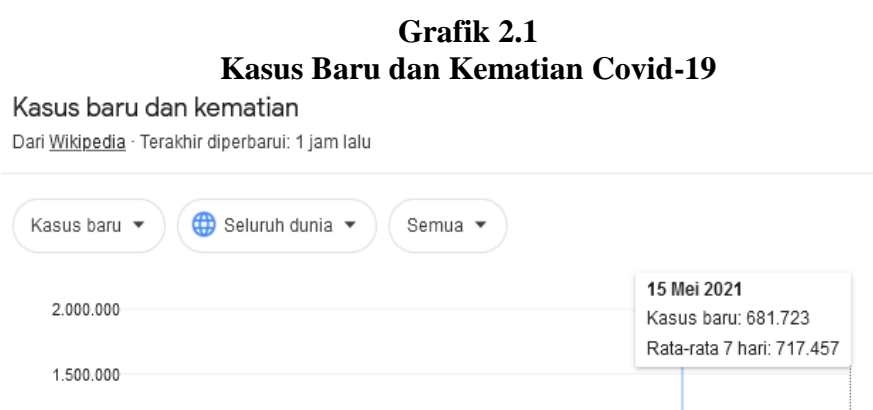 Grafik 2.1
Kasus Baru dan Kematian Covid-19
Kasus baru dan kematian
Dari Wikipedia · Terakhir diperbarui: 1 jam lalu
Kasus baru
Seluruh dunia
Semua
15 Mei 2021
Kasus baru: 681.723
Rata-rata 7 hari: 717.457
2.000.000
1.500.000